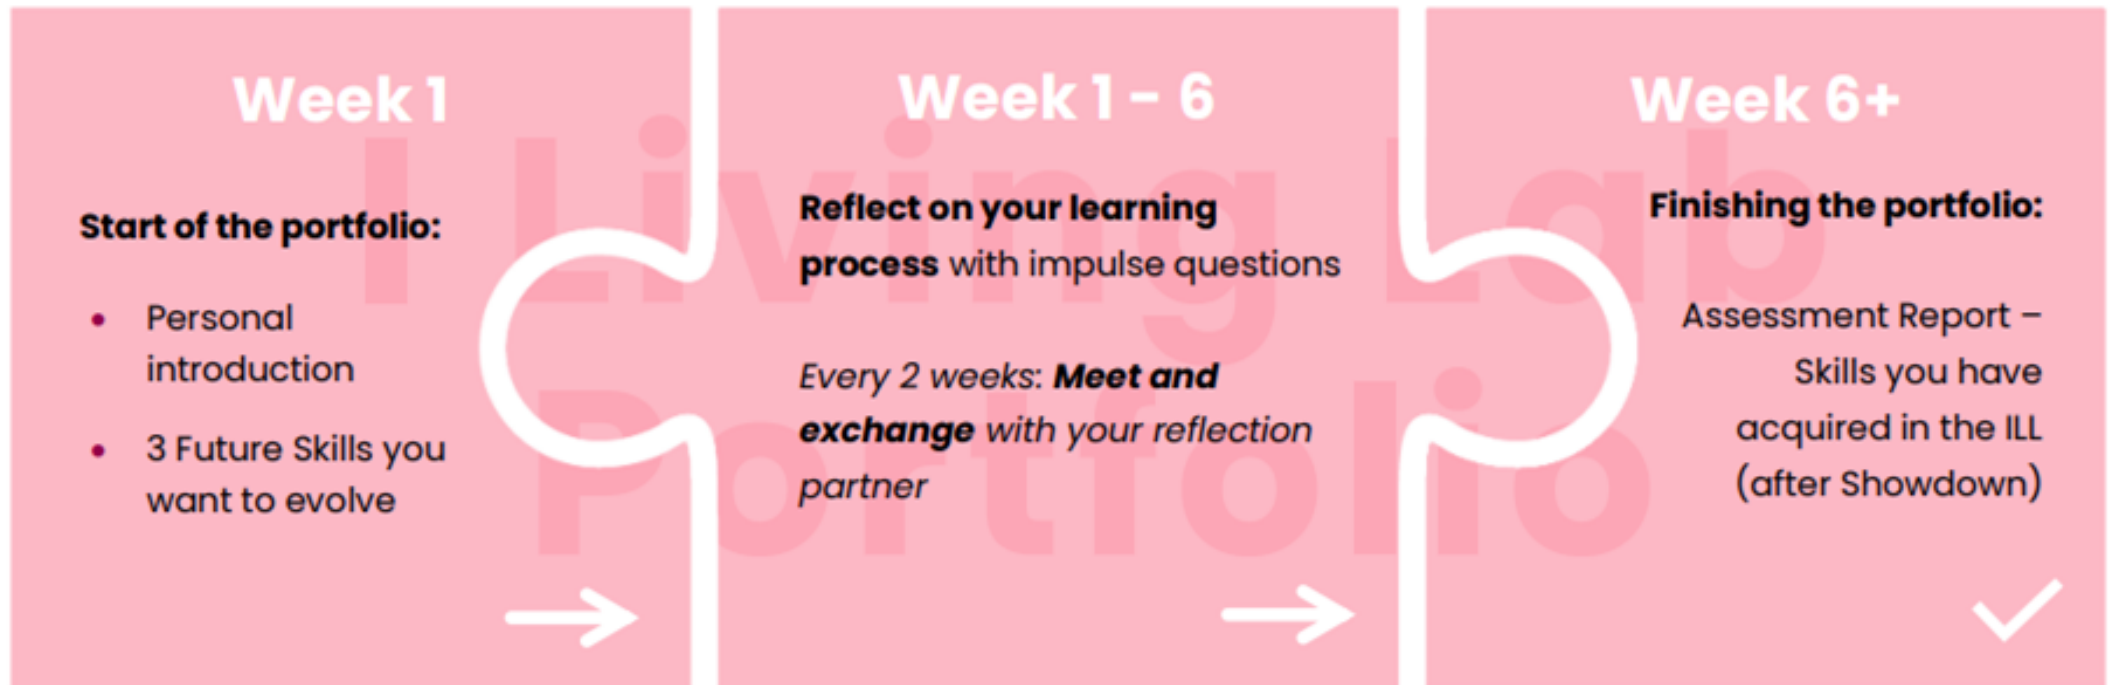 I Living Lab
Portfolio
Week 1
Start of the portfolio:
• Personal
introduction
• 3 Future Skills you
want to evolve
Week 1 - 6
Reflect on your learning
process with impulse questions
Every 2 weeks: Meet and
exchange with your reflection
partner
Week 6+
Finishing the portfolio:
Assessment Report –
Skills you have
acquired in the ILL
(after Showdown)